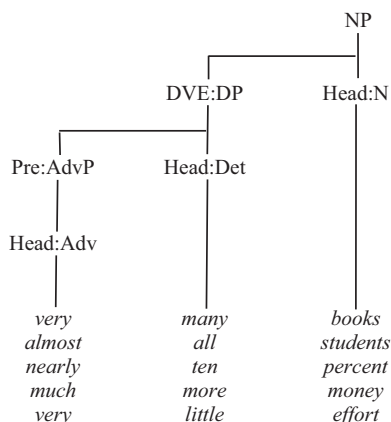 NP
DVE:DP Head:N
Pre:AdvP Head:Det
Head:Adv
very many books
almost all students
nearly ten percent
much more money
very little effort